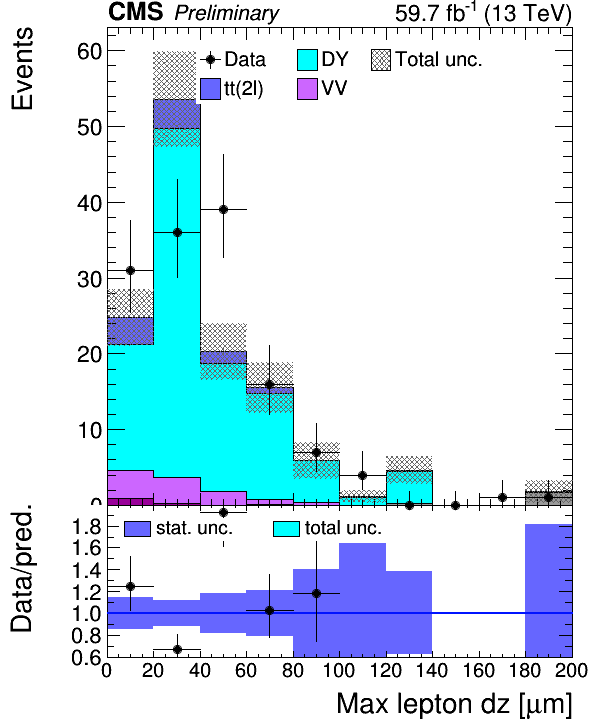 CMS Preliminary 59.7 fb⁻¹ (13 TeV)
Events
60
50
40
30
20
10
0
Data DY Total unc.
tt(2l) VV
Data/pred.
1.8
1.6
1.4
1.2
1.0
0.8
0.6
stat. unc. total unc.
0 20 40 60 80 100 120 140 160 180 200
Max lepton dz [μm]